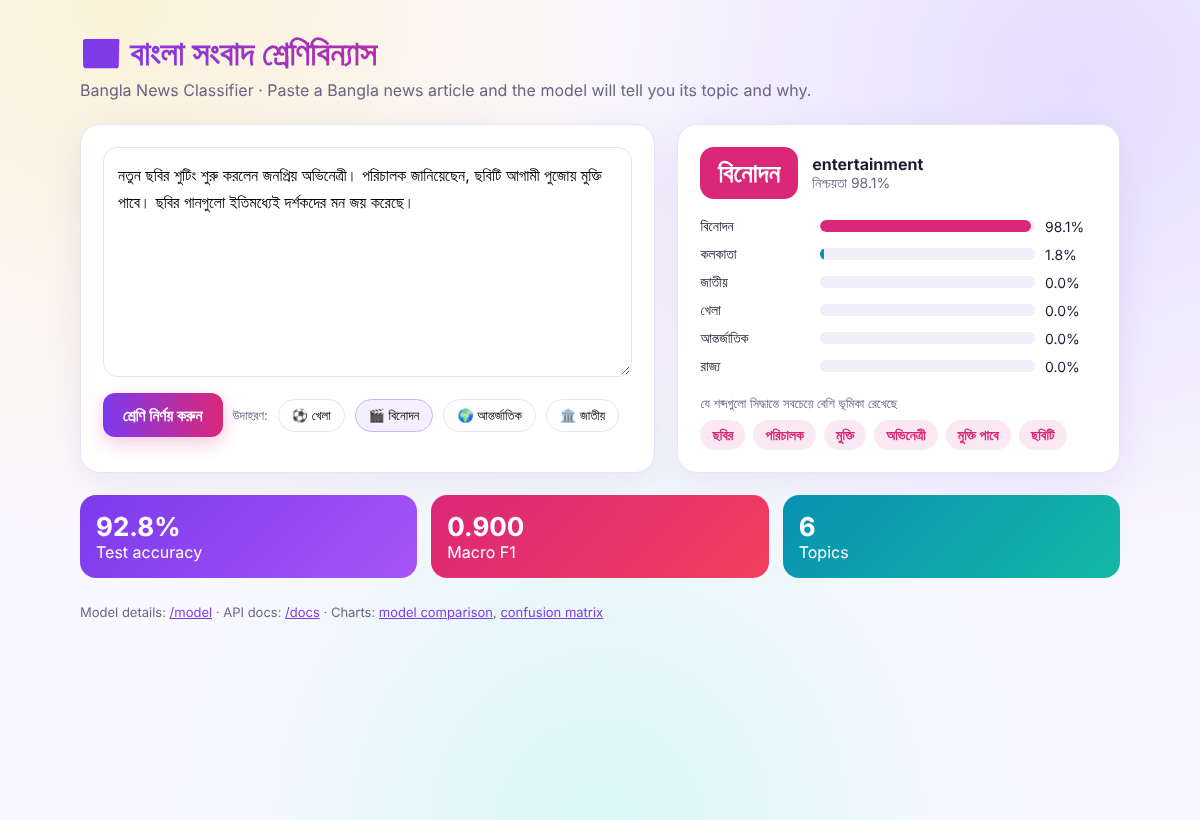 বাংলা সংবাদ শ্রেণিবিন্যাস
Bangla News Classifier · Paste a Bangla news article and the model will tell you its topic and why.
নতুন ছবির শুটিং শুরু করলেন জনপ্রিয় অভিনেত্রী। পরিচালক জানিয়েছেন, ছবিটি আগামী পুজোয় মুক্তি
পাবে। ছবির গানগুলো ইতিমধ্যেই দর্শকদের মন জয় করেছে।
শ্রেণি নির্ণয় করুন
উদাহরণ:
⚽ খেলা
🎬 বিনোদন
🌍 আন্তর্জাতিক
🏛️ জাতীয়
বিনোদন
entertainment
নিশ্চয়তা 98.1%
বিনোদন 98.1%
কলকাতা 1.8%
জাতীয় 0.0%
খেলা 0.0%
আন্তর্জাতিক 0.0%
রাজ্য 0.0%
যে শব্দগুলো সিদ্ধান্তে সবচেয়ে বেশি ভূমিকা রেখেছে
ছবির পরিচালক মুক্তি অভিনেত্রী মুক্তি পাবে ছবিটি
92.8%
Test accuracy
0.900
Macro F1
6
Topics
Model details: /model · API docs: /docs · Charts: model comparison, confusion matrix